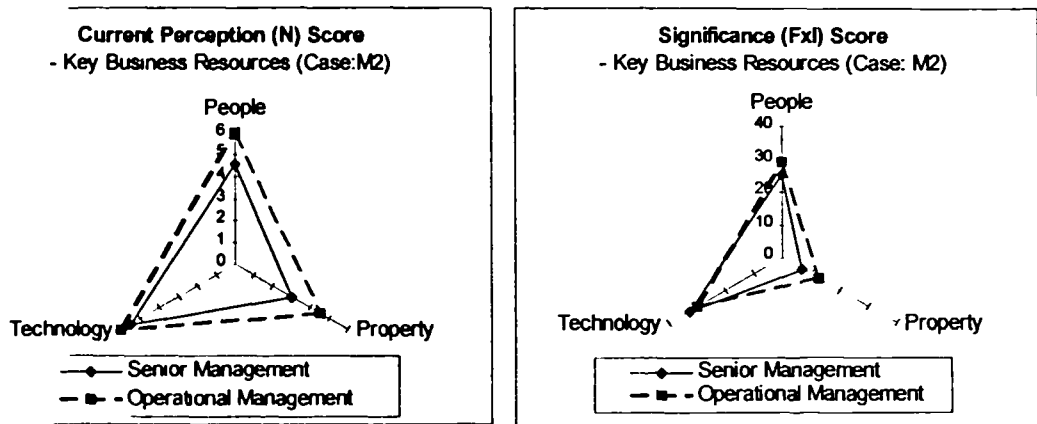 Current Perception (N) Score
- Key Business Resources (Case:M2)
People
6
5
4
3
2
1
0
Technology
Property
Senior Management
Operational Management
Significance (FxI) Score
- Key Business Resources (Case: M2)
People
40
30
20
10
0
Technology
Property
Senior Management
Operational Management